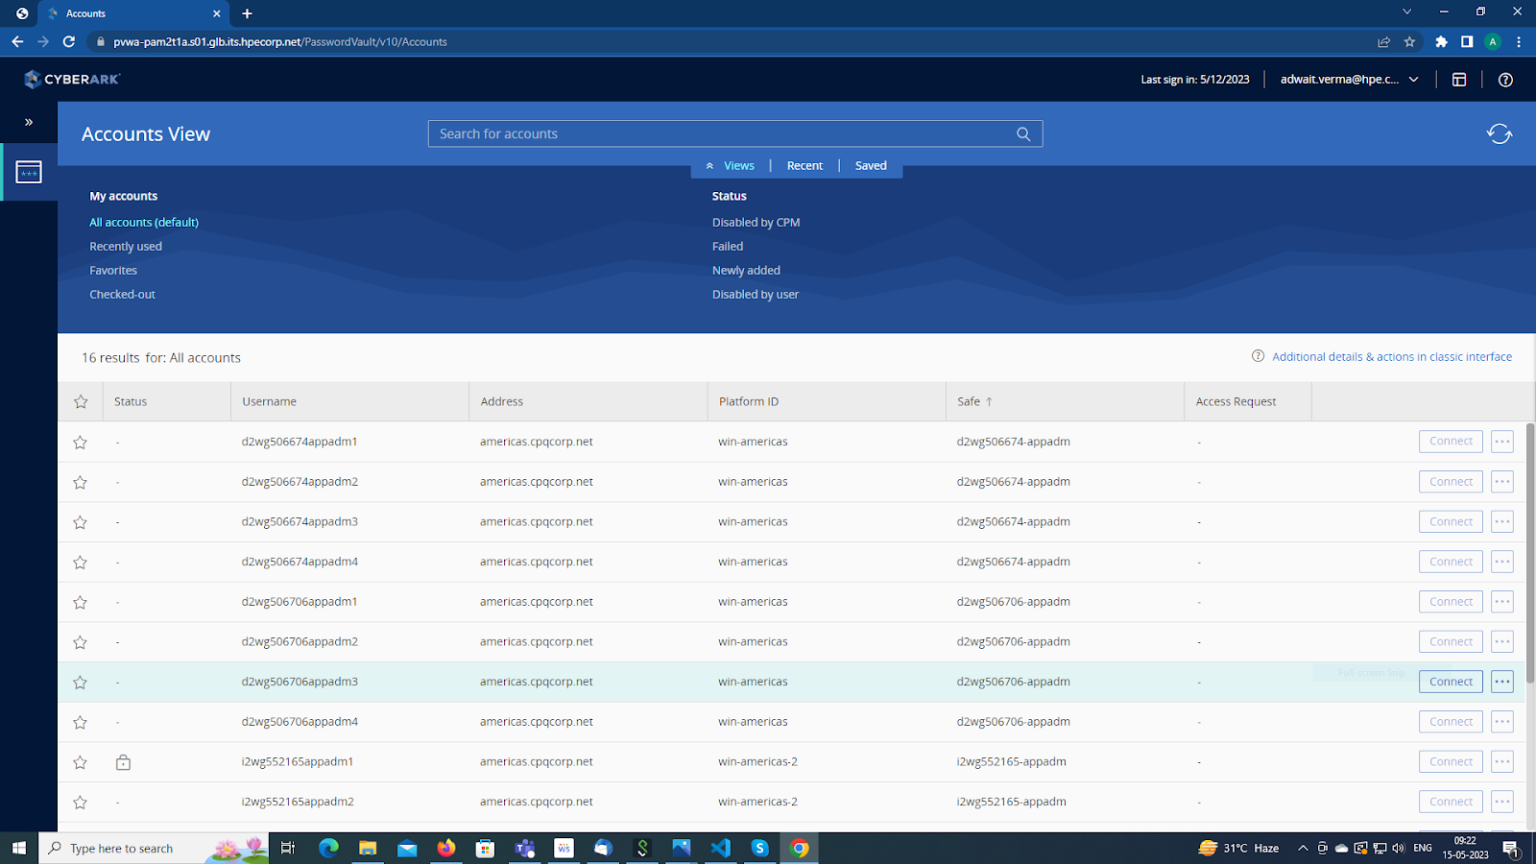 Accounts
pvwa-pam2t1a.s01.glb.its.hpecorp.net/PasswordVault/v10/Accounts
A
CYBERARK
Last sign in: 5/12/2023
adwait.verma@hpe.c...
Accounts View
Search for accounts
Views | Recent | Saved
My accounts
All accounts (default)
Recently used
Favorites
Checked-out
Status
Disabled by CPM
Failed
Newly added
Disabled by user
16 results for: All accounts
Additional details & actions in classic interface
Status Username Address Platform ID Safe ↑ Access Request
- d2wg506674appadm1 americas.cpqcorp.net win-americas d2wg506674-appadm - Connect ...
- d2wg506674appadm2 americas.cpqcorp.net win-americas d2wg506674-appadm - Connect ...
- d2wg506674appadm3 americas.cpqcorp.net win-americas d2wg506674-appadm - Connect ...
- d2wg506674appadm4 americas.cpqcorp.net win-americas d2wg506674-appadm - Connect ...
- d2wg506706appadm1 americas.cpqcorp.net win-americas d2wg506706-appadm - Connect ...
- d2wg506706appadm2 americas.cpqcorp.net win-americas d2wg506706-appadm - Connect ...
- d2wg506706appadm3 americas.cpqcorp.net win-americas d2wg506706-appadm - Connect ...
- d2wg506706appadm4 americas.cpqcorp.net win-americas d2wg506706-appadm - Connect ...
i2wg552165appadm1 americas.cpqcorp.net win-americas-2 i2wg552165-appadm - Connect ...
- i2wg552165appadm2 americas.cpqcorp.net win-americas-2 i2wg552165-appadm - Connect ...
Type here to search
WS
31°C Haze
ENG
09:22
15-05-2023
1